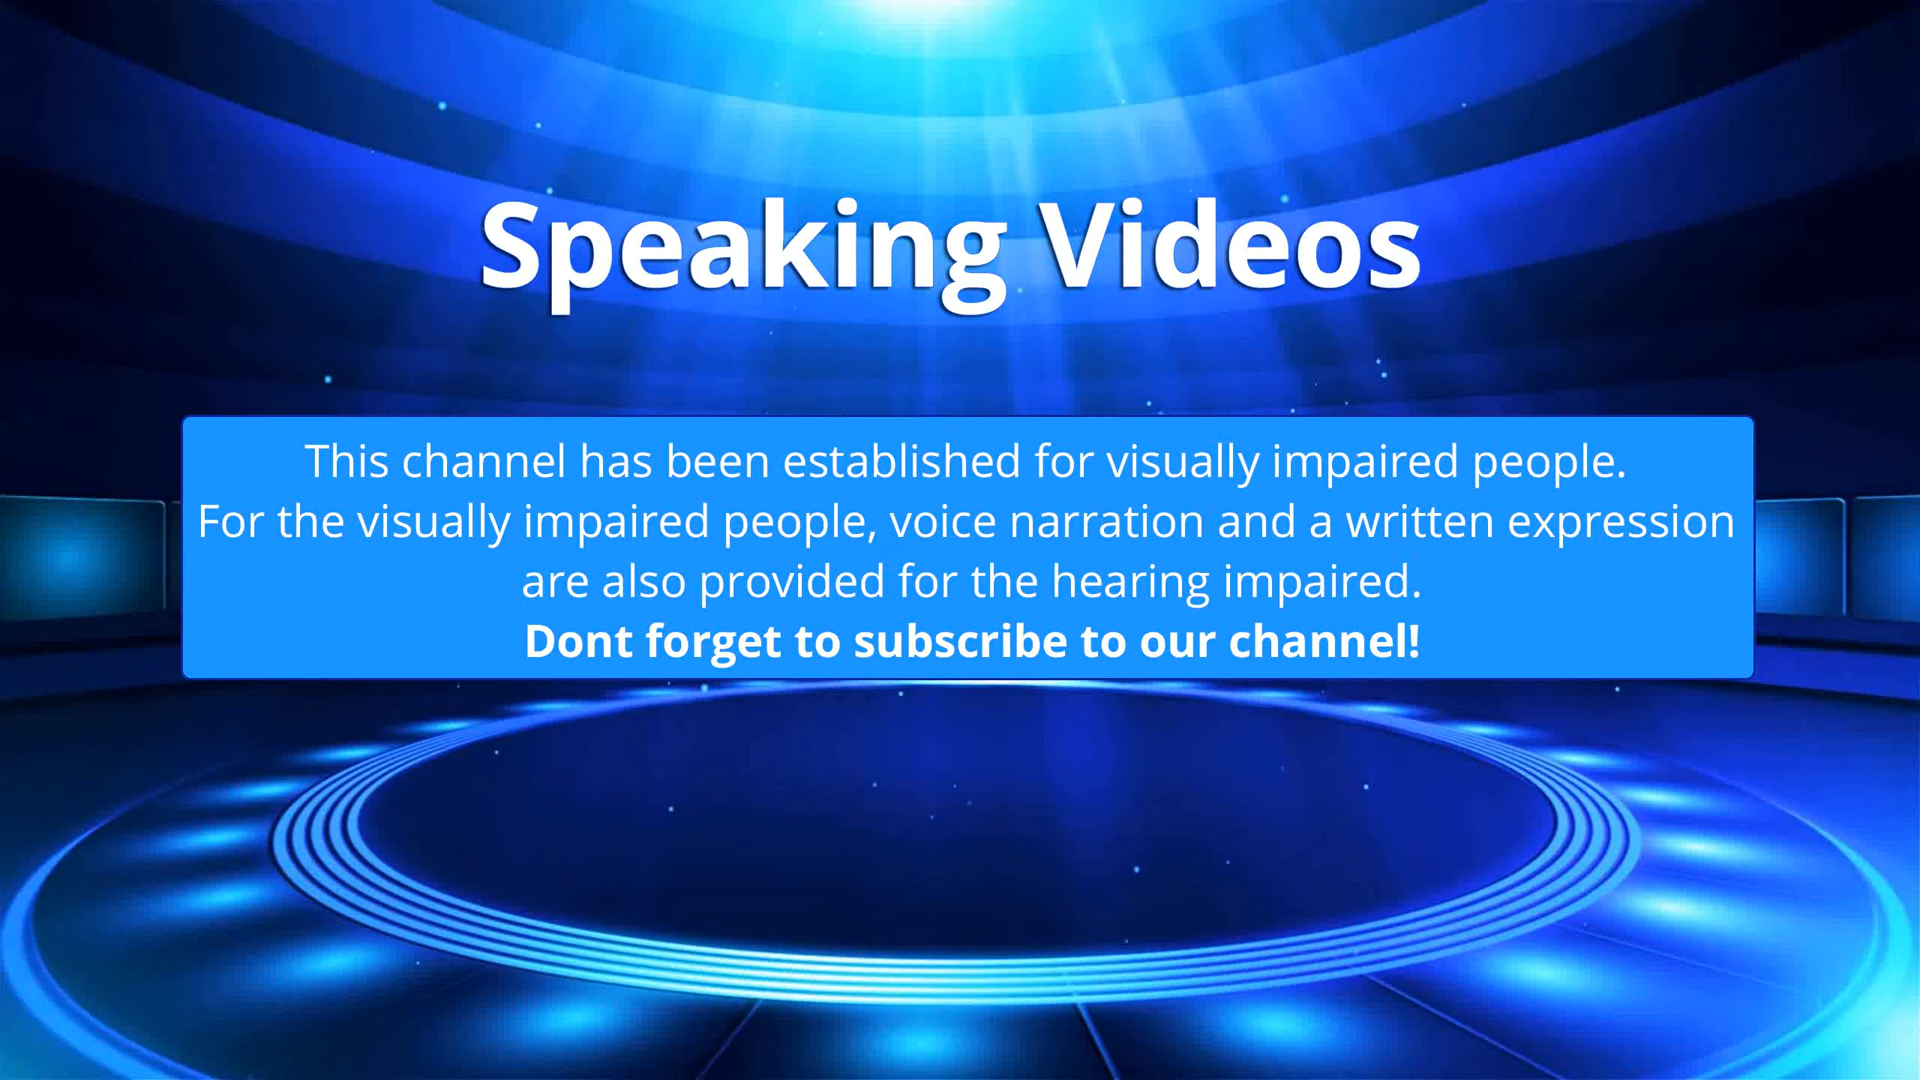 Speaking Videos
This channel has been established for visually impaired people.
For the visually impaired people, voice narration and a written expression
are also provided for the hearing impaired.
Dont forget to subscribe to our channel!